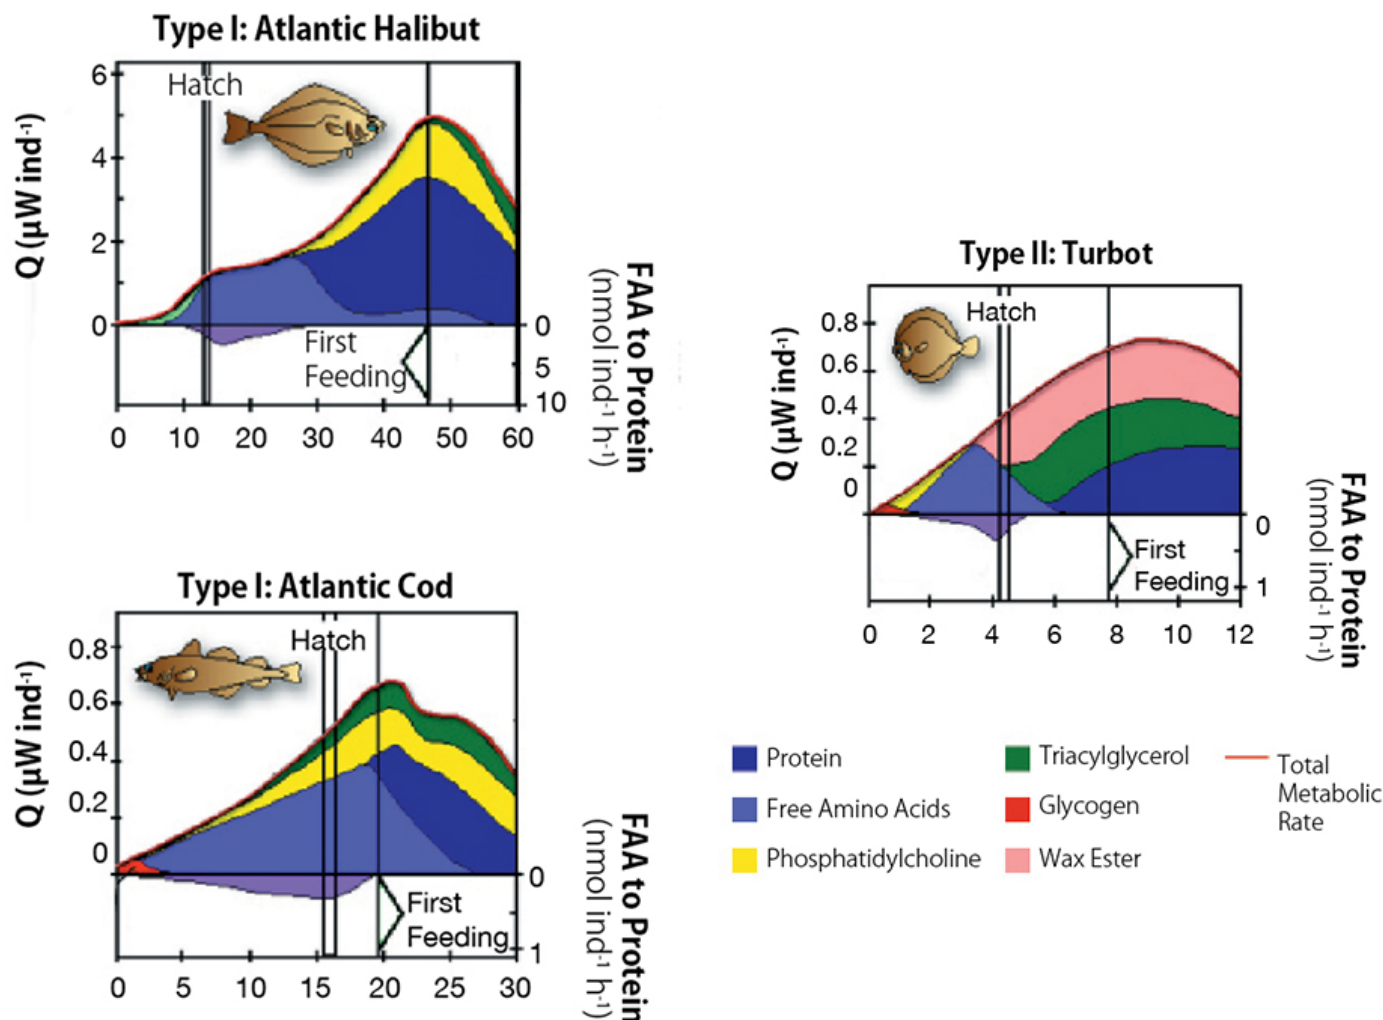 Type I: Atlantic Halibut
Hatch
Q (µW ind-1)
6
4
2
0
First
Feeding
0
5
10
FAA to Protein
(nmol ind-1 h-1)
0 10 20 30 40 50 60
Type II: Turbot
Hatch
Q (µW ind-1)
0.8
0.6
0.4
0.2
0
First
Feeding
0
1
FAA to Protein
(nmol ind-1 h-1)
0 2 4 6 8 10 12
Type I: Atlantic Cod
Hatch
Q (µW ind-1)
0.8
0.6
0.4
0.2
0
First
Feeding
0
1
FAA to Protein
(nmol ind-1 h-1)
0 5 10 15 20 25 30
Protein
Free Amino Acids
Phosphatidylcholine
Triacylglycerol
Glycogen
Wax Ester
Total
Metabolic
Rate